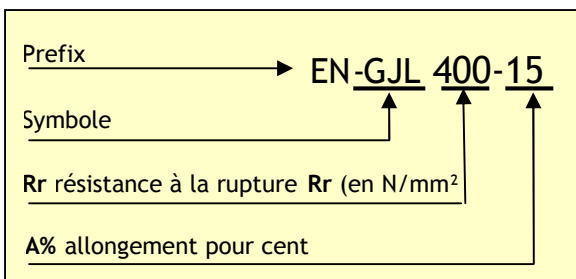 Prefix
EN-GJL 400-15
Symbole
Rr résistance à la rupture Rr (en N/mm²
A% allongement pour cent